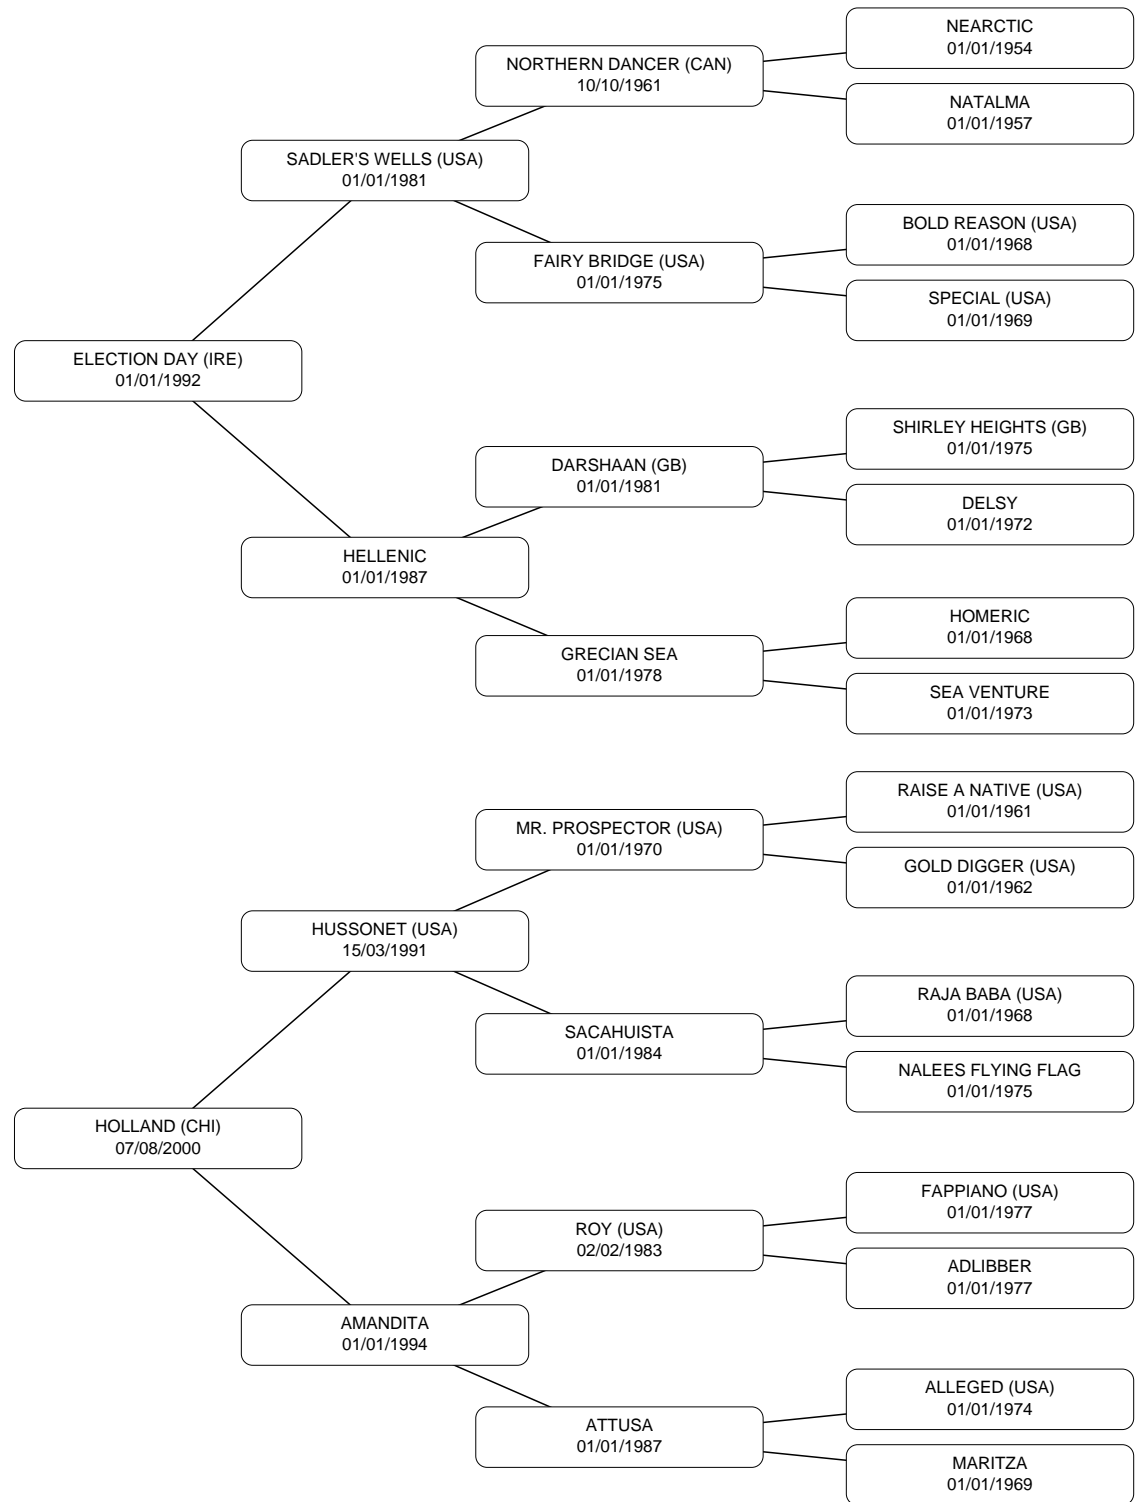 NEARCTIC
01/01/1954
NORTHERN DANCER (CAN)
10/10/1961
NATALMA
01/01/1957
SADLER'S WELLS (USA)
01/01/1981
BOLD REASON (USA)
01/01/1968
FAIRY BRIDGE (USA)
01/01/1975
SPECIAL (USA)
01/01/1969
ELECTION DAY (IRE)
01/01/1992
SHIRLEY HEIGHTS (GB)
01/01/1975
DARSHAAN (GB)
01/01/1981
DELSY
01/01/1972
HELLENIC
01/01/1987
HOMERIC
01/01/1968
GRECIAN SEA
01/01/1978
SEA VENTURE
01/01/1973
RAISE A NATIVE (USA)
01/01/1961
MR. PROSPECTOR (USA)
01/01/1970
GOLD DIGGER (USA)
01/01/1962
HUSSONET (USA)
15/03/1991
RAJA BABA (USA)
01/01/1968
SACAHUISTA
01/01/1984
NALEES FLYING FLAG
01/01/1975
HOLLAND (CHI)
07/08/2000
FAPPIANO (USA)
01/01/1977
ROY (USA)
02/02/1983
ADLIBBER
01/01/1977
AMANDITA
01/01/1994
ALLEGED (USA)
01/01/1974
ATTUSA
01/01/1987
MARITZA
01/01/1969